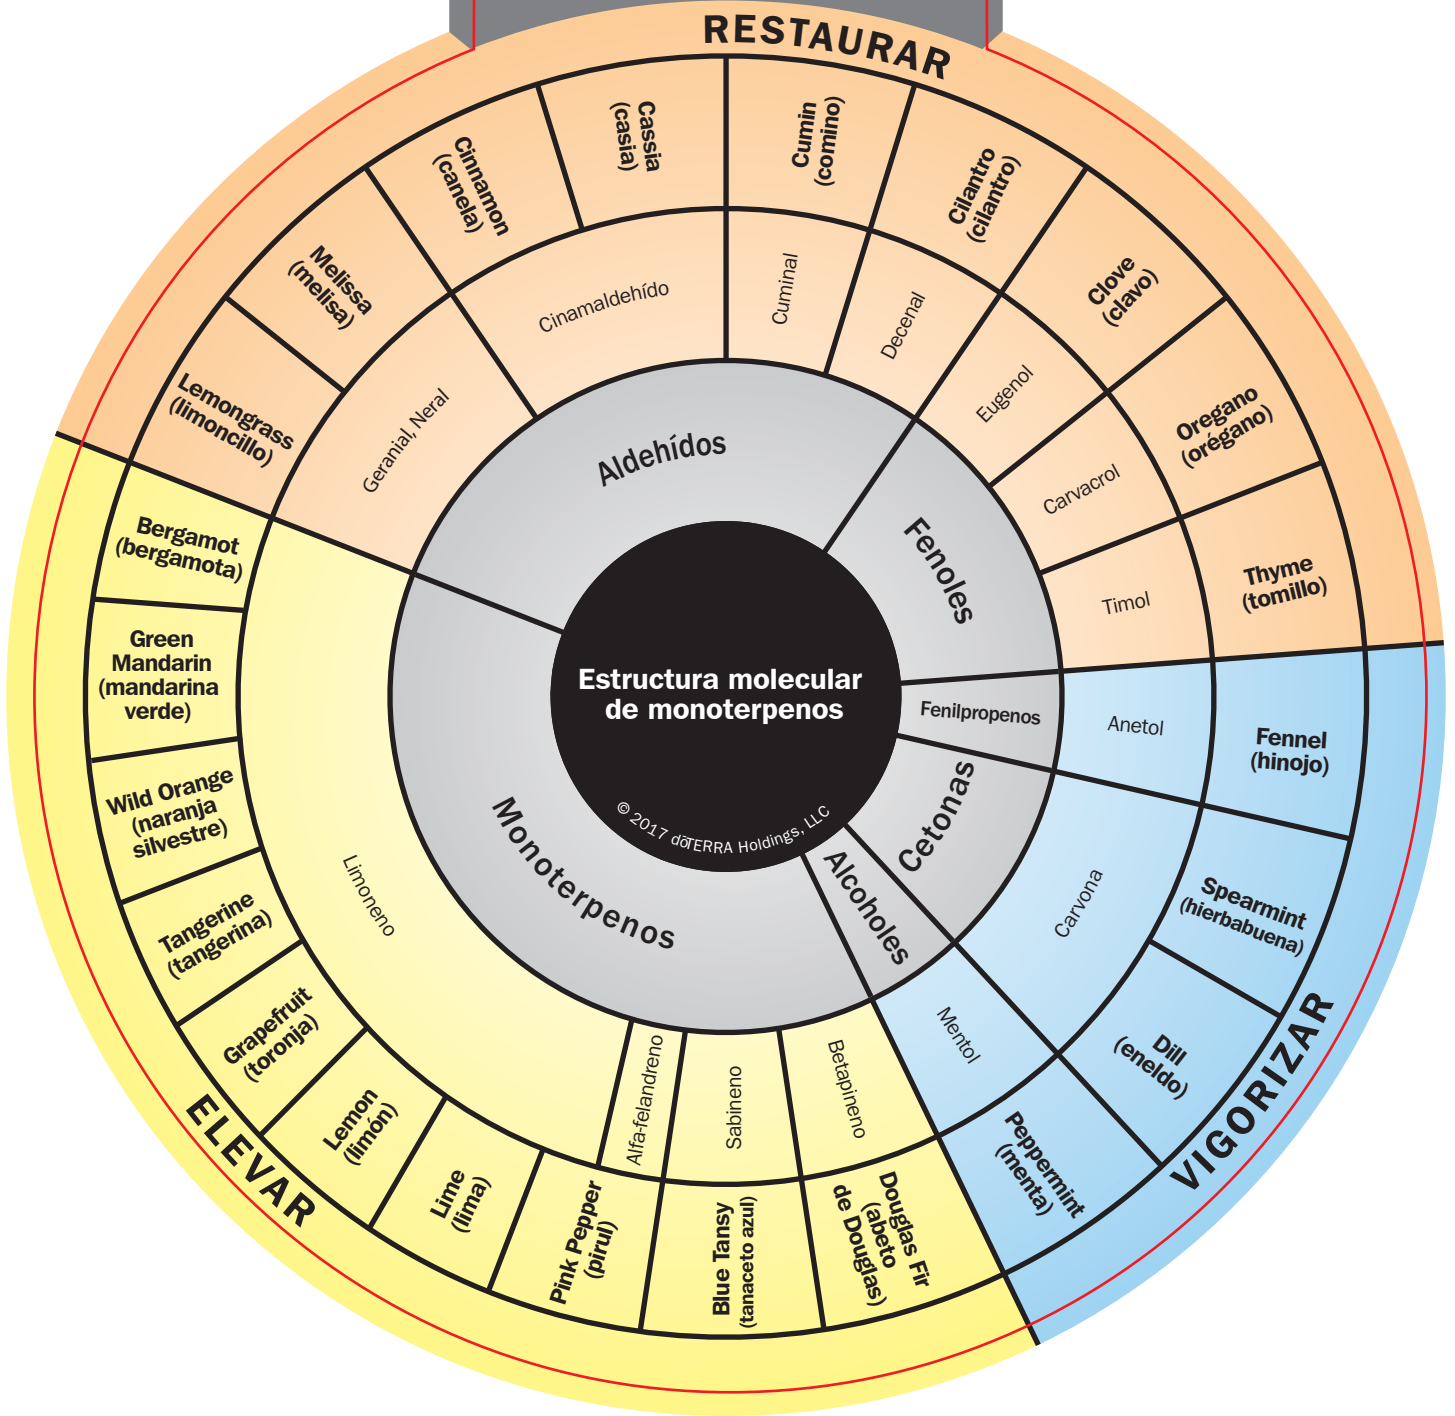 RESTAURAR
Cassia
(casia)
Cumin
(comino)
Cilantro
(cilantro)
Clove
(clavo)
Oregano
(orégano)
Thyme
(tomillo)
Fennel
(hinojo)
Spearmint
(hierbabuena)
Dill
(eneldo)
Peppermint
(menta)
VIGORIZAR
Douglas Fir
(abeto
de Douglas)
Blue Tansy
(tanaceto azul)
Pink Pepper
(pirul)
Lime
(lima)
Lemon
(limón)
Grapefruit
(toronja)
Tangerine
(tangerina)
Wild Orange
(naranja
silvestre)
Green
Mandarin
(mandarina
verde)
Bergamot
(bergamota)
ELEVAR
Lemongrass
(limoncillo)
Melissa
(melisa)
Cinnamon
(canela)
Cinamaldehído
Cuminal
Decenal
Eugenol
Carvacrol
Timol
Anetol
Carvona
Mentol
Betapineno
Sabineno
Alfa-felandreno
Limoneno
Geranial, Neral
Aldehídos
Fenoles
Fenilpropenos
Cetonas
Alcoholes
Monoterpenos
Estructura molecular
de monoterpenos
© 2017 dōTERRA Holdings, LLC